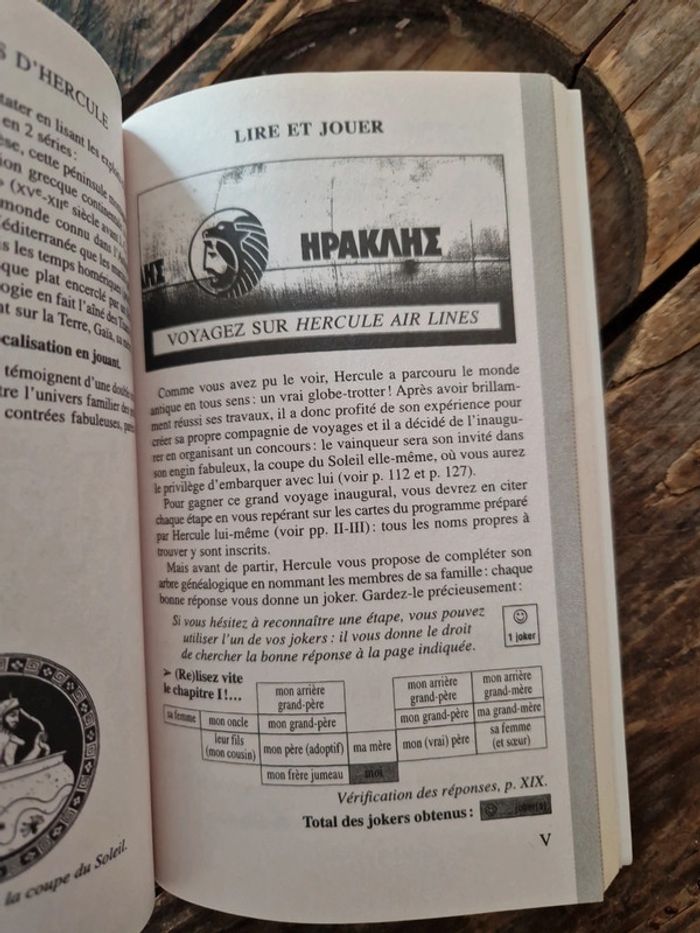 S D'HERCULE
tater en lisant les
en 2 séries :
cette péninsule
grecque
(XVe-XIIe siècle avant
monde connu dans
que les
les temps homériques
que plat encerclé par
en fait l'aîné des
sur la Terre, Gaïa, sa
calisation en jouant.
témoignent d'une double
l'univers familier des
contrées fabuleuses,
la coupe du Soleil.
LIRE ET JOUER
ΚΛΗΣ
ΗΡΑΚΛΗΣ
VOYAGEZ SUR HERCULE AIR LINES
Comme vous avez pu le voir, Hercule a parcouru le monde
antique en tous sens : un vrai globe-trotter ! Après avoir brillam-
ment réussi ses travaux, il a donc profité de son expérience pour
créer sa propre compagnie de voyages et il a décidé de l'inaugu-
rer en organisant un concours : le vainqueur sera son invité dans
son engin fabuleux, la coupe du Soleil elle-même, où vous aurez
le privilège d'embarquer avec lui (voir p. 112 et p. 127).
Pour gagner ce grand voyage inaugural, vous devrez en citer
chaque étape en vous repérant sur les cartes du programme préparé
par Hercule lui-même (voir pp. II-III) : tous les noms propres à
trouver y sont inscrits.
Mais avant de partir, Hercule vous propose de compléter son
arbre généalogique en nommant les membres de sa famille : chaque
bonne réponse vous donne un joker. Gardez-le précieusement :
Si vous hésitez à reconnaître une étape, vous pouvez
utiliser l'un de vos jokers : il vous donne le droit
de chercher la bonne réponse à la page indiquée.
1 joker
➢ (Re)lisez vite
le chapitre I !...
mon arrière
grand-père
mon arrière
grand-père
mon arrière
grand-mère
sa femme
mon oncle
mon grand-père
mon grand-père
ma grand-mère
leur fils
(mon cousin)
mon père (adoptif)
ma mère
mon (vrai) père
sa femme
(et sœur)
mon frère jumeau
moi
Vérification des réponses, p. XIX.
Total des jokers obtenus : joker(s)
V